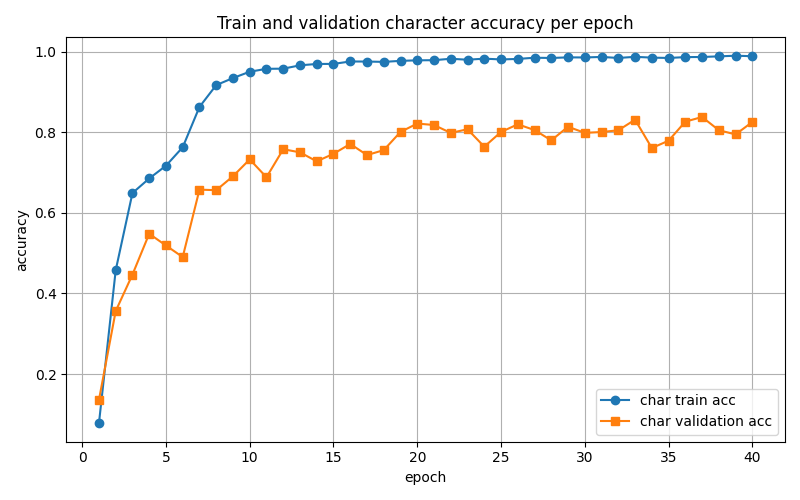 Train and validation character accuracy per epoch
1.0
0.8
0.6
0.4
0.2
accuracy
0 5 10 15 20 25 30 35 40
epoch
char train acc
char validation acc